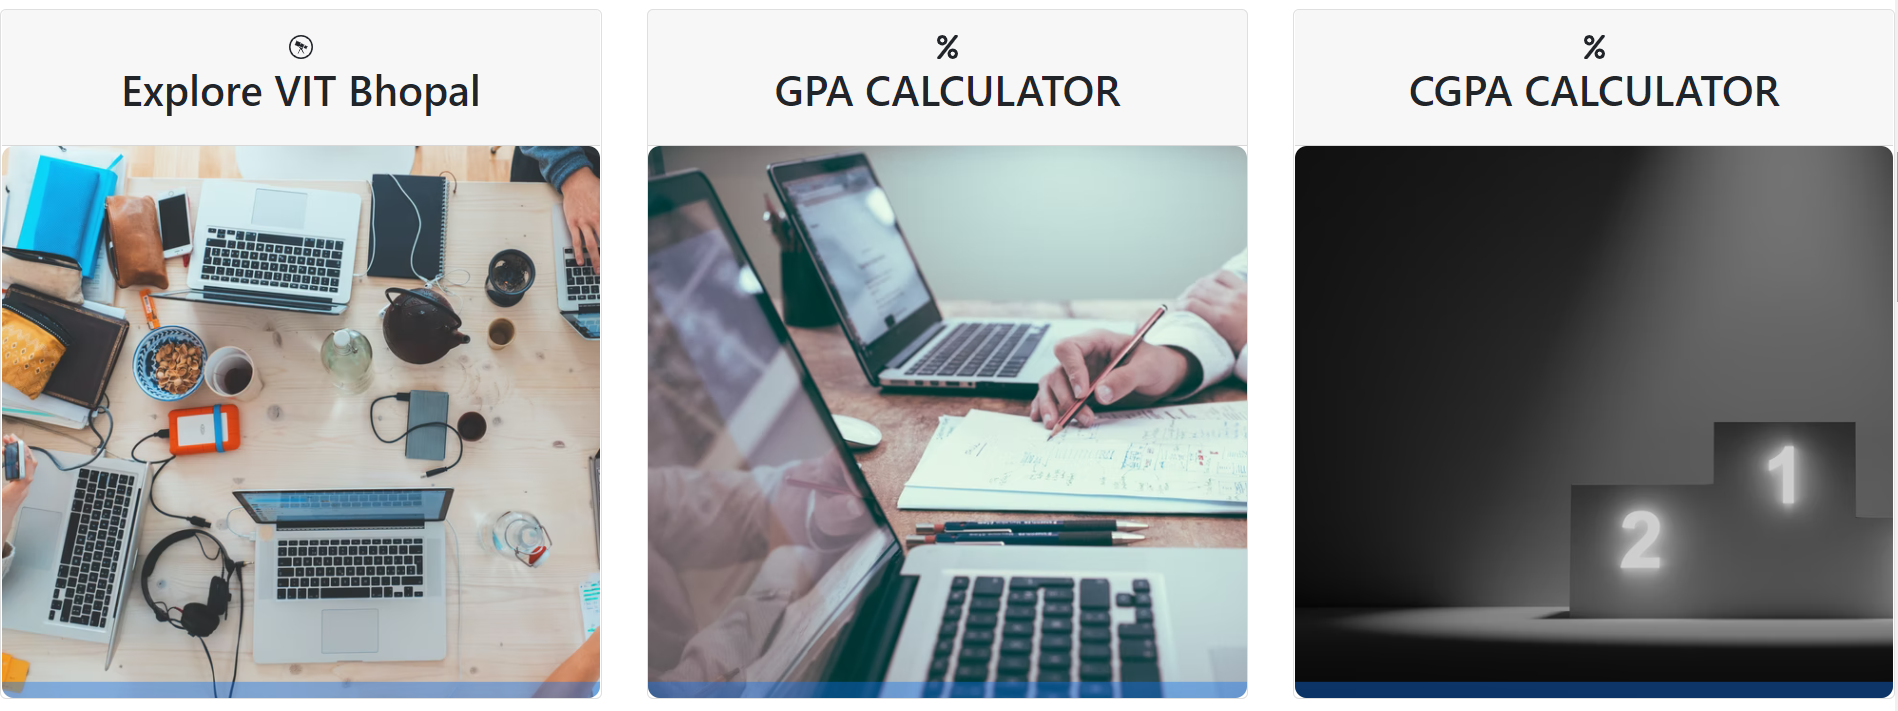 Explore VIT Bhopal
%
GPA CALCULATOR
%
CGPA CALCULATOR
1
2